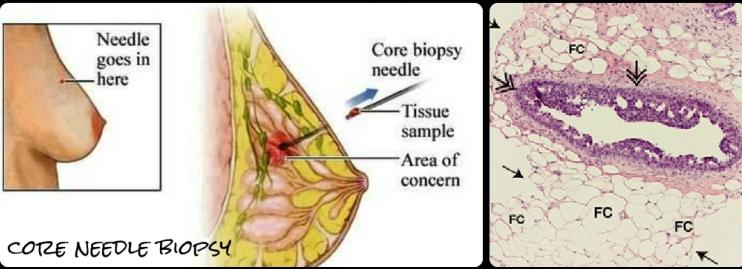 Needle
goes in
here
Core biopsy
needle
Tissue
sample
Area of
concern
CORE NEEDLE BIOPSY
FC
FC
FC
FC